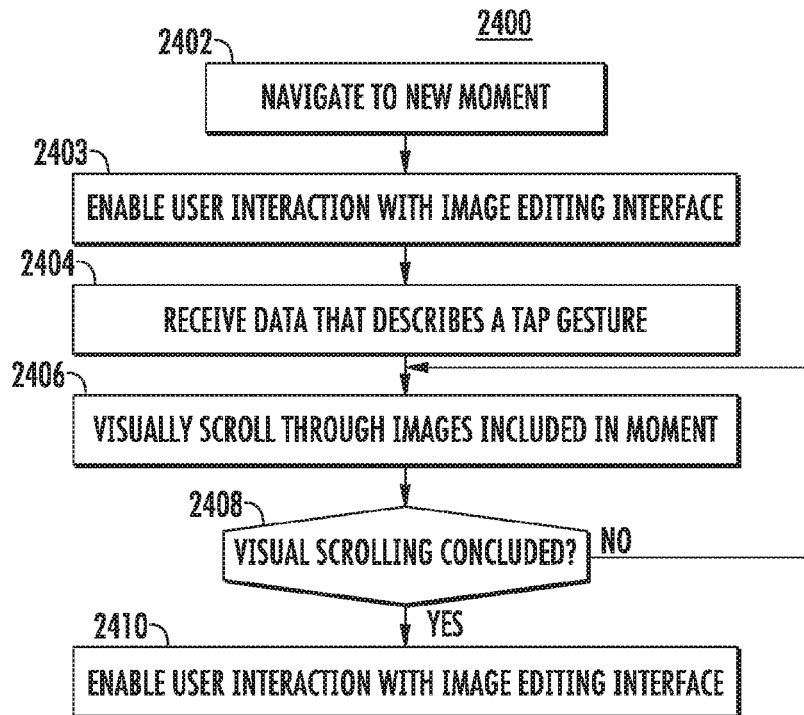 2400
2402
NAVIGATE TO NEW MOMENT
2403
ENABLE USER INTERACTION WITH IMAGE EDITING INTERFACE
2404
RECEIVE DATA THAT DESCRIBES A TAP GESTURE
2406
VISUALLY SCROLL THROUGH IMAGES INCLUDED IN MOMENT
2408
VISUAL SCROLLING CONCLUDED?
NO
YES
2410
ENABLE USER INTERACTION WITH IMAGE EDITING INTERFACE